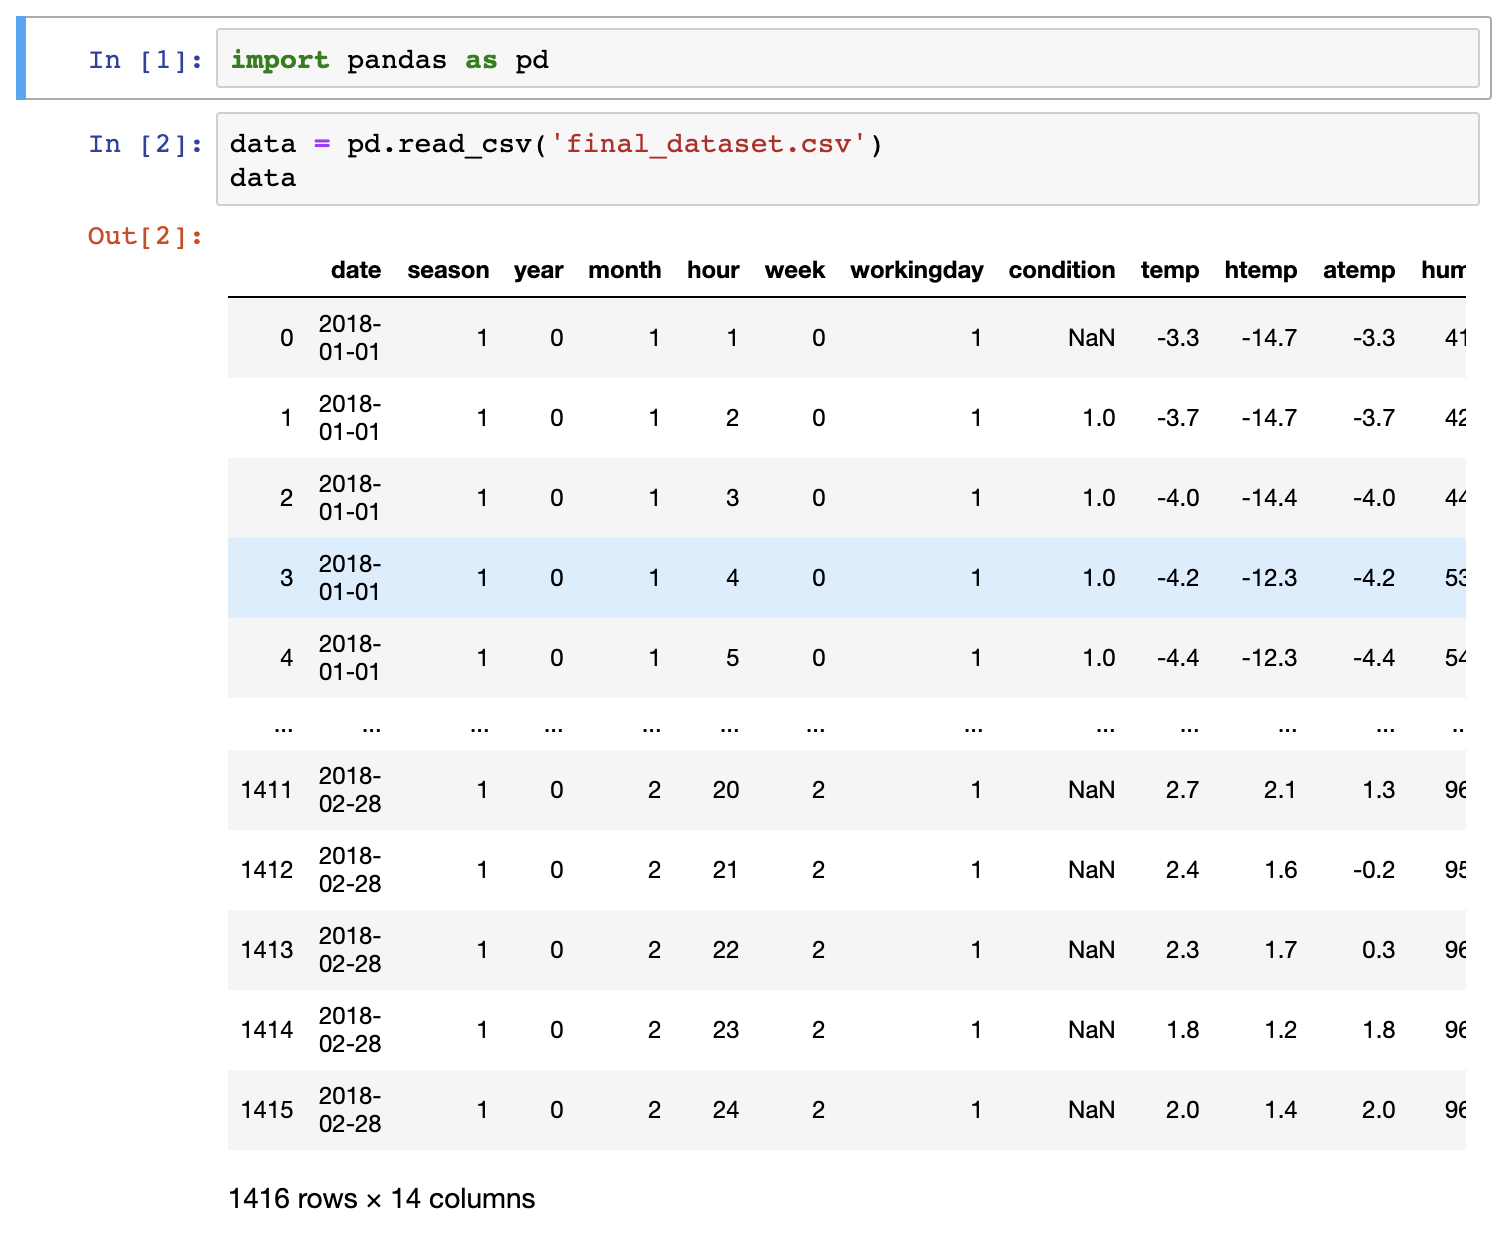 In [1]: import pandas as pd
In [2]: data = pd.read_csv('final_dataset.csv')
data
Out[2]:
date season year month hour week workingday condition temp htemp atemp hum
0 2018-01-01 1 0 1 1 0 1 NaN -3.3 -14.7 -3.3 41
1 2018-01-01 1 0 1 2 0 1 1.0 -3.7 -14.7 -3.7 42
2 2018-01-01 1 0 1 3 0 1 1.0 -4.0 -14.4 -4.0 44
3 2018-01-01 1 0 1 4 0 1 1.0 -4.2 -12.3 -4.2 53
4 2018-01-01 1 0 1 5 0 1 1.0 -4.4 -12.3 -4.4 54
... ... ... ... ... ... ... ... ... ... ... ... ..
1411 2018-02-28 1 0 2 20 2 1 NaN 2.7 2.1 1.3 96
1412 2018-02-28 1 0 2 21 2 1 NaN 2.4 1.6 -0.2 95
1413 2018-02-28 1 0 2 22 2 1 NaN 2.3 1.7 0.3 96
1414 2018-02-28 1 0 2 23 2 1 NaN 1.8 1.2 1.8 96
1415 2018-02-28 1 0 2 24 2 1 NaN 2.0 1.4 2.0 96
1416 rows × 14 columns